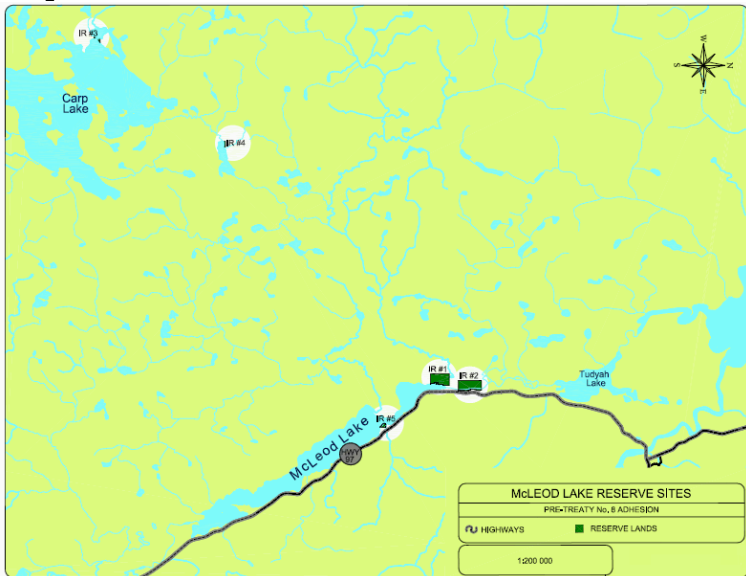 IR #3
Carp
Lake
IR #4
W
S
N
E
IR #1
IR #2
Tudyah
Lake
IR #5
McLeod Lake
HWY
97
McLEOD LAKE RESERVE SITES
PRE-TREATY No. 8 ADHESION
HIGHWAYS
RESERVE LANDS
1:200 000